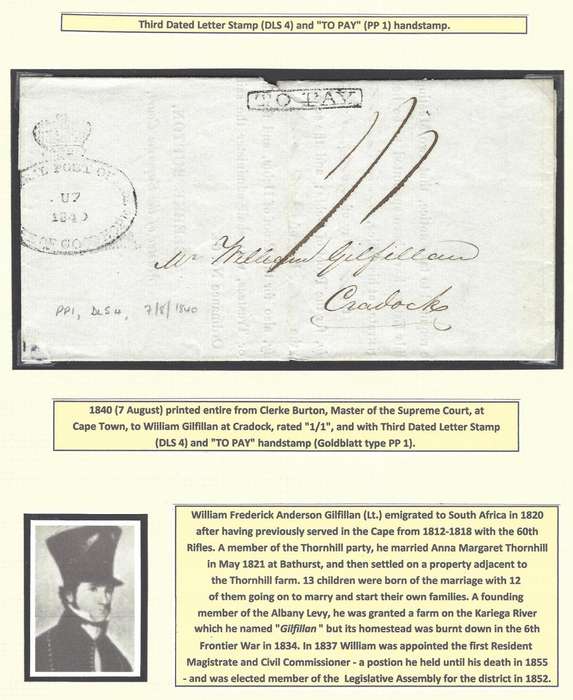 Third Dated Letter Stamp (DLS 4) and "TO PAY" (PP 1) handstamp.
TO PAY
POST OF
U7
1840
OF GO
Mr William Gilfillan
Cradock
PP1, DLS 4, 7/8/1840
1840 (7 August) printed entire from Clerke Burton, Master of the Supreme Court, at
Cape Town, to Wiiliam Gilfillan at Cradock, rated "1/1", and with Third Dated Letter Stamp
(DLS 4) and "TO PAY" handstamp (Goldblatt type PP 1).
William Frederick Anderson Gilfillan (Lt.) emigrated to South Africa in 1820
after having previously served in the Cape from 1812-1818 with the 60th
Rifles. A member of the Thornhill party, he married Anna Margaret Thornhill
in May 1821 at Bathurst, and then settled on a property adjacent to
the Thornhill farm. 13 children were born of the marriage with 12
of them going on to marry and start their own families. A founding
member of the Albany Levy, he was granted a farm on the Kariega River
which he named "Gilfillan" but its homestead was burnt down in the 6th
Frontier War in 1834. In 1837 William was appointed the first Resident
Magistrate and Civil Commissioner - a postion he held until his death in 1855
- and was elected member of the Legislative Assembly for the district in 1852.